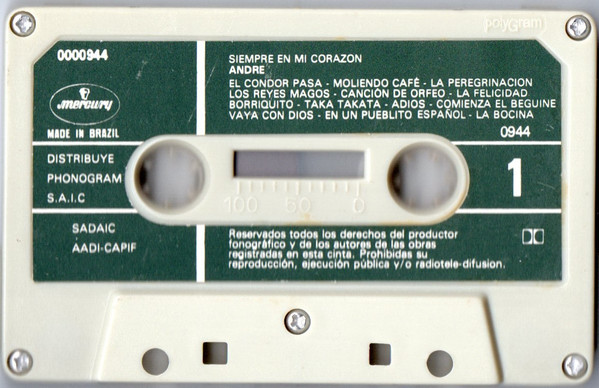 polyGram
0000944
mercury
MADE IN BRAZIL
SIEMPRE EN MI CORAZON
ANDRE
EL CONDOR PASA - MOLIENDO CAFÉ - LA PEREGRINACION
LOS REYES MAGOS - CANCIÓN DE ORFEO - LA FELICIDAD
BORRIQUITO - TAKA TAKATA - ADIOS - COMIENZA EL BEGUINE
VAYA CON DIOS - EN UN PUEBLITO ESPAÑOL - LA BOCINA
0944
DISTRIBUYE
PHONOGRAM
S.A.I.C
1
100 50 0
SADAIC
AADI-CAPIF
Reservados todos los derechos del productor
fonográfico y de los autores de las obras
registradas en esta cinta. Prohibidas su
reproducción, ejecución pública y/o radiotele-difusion.